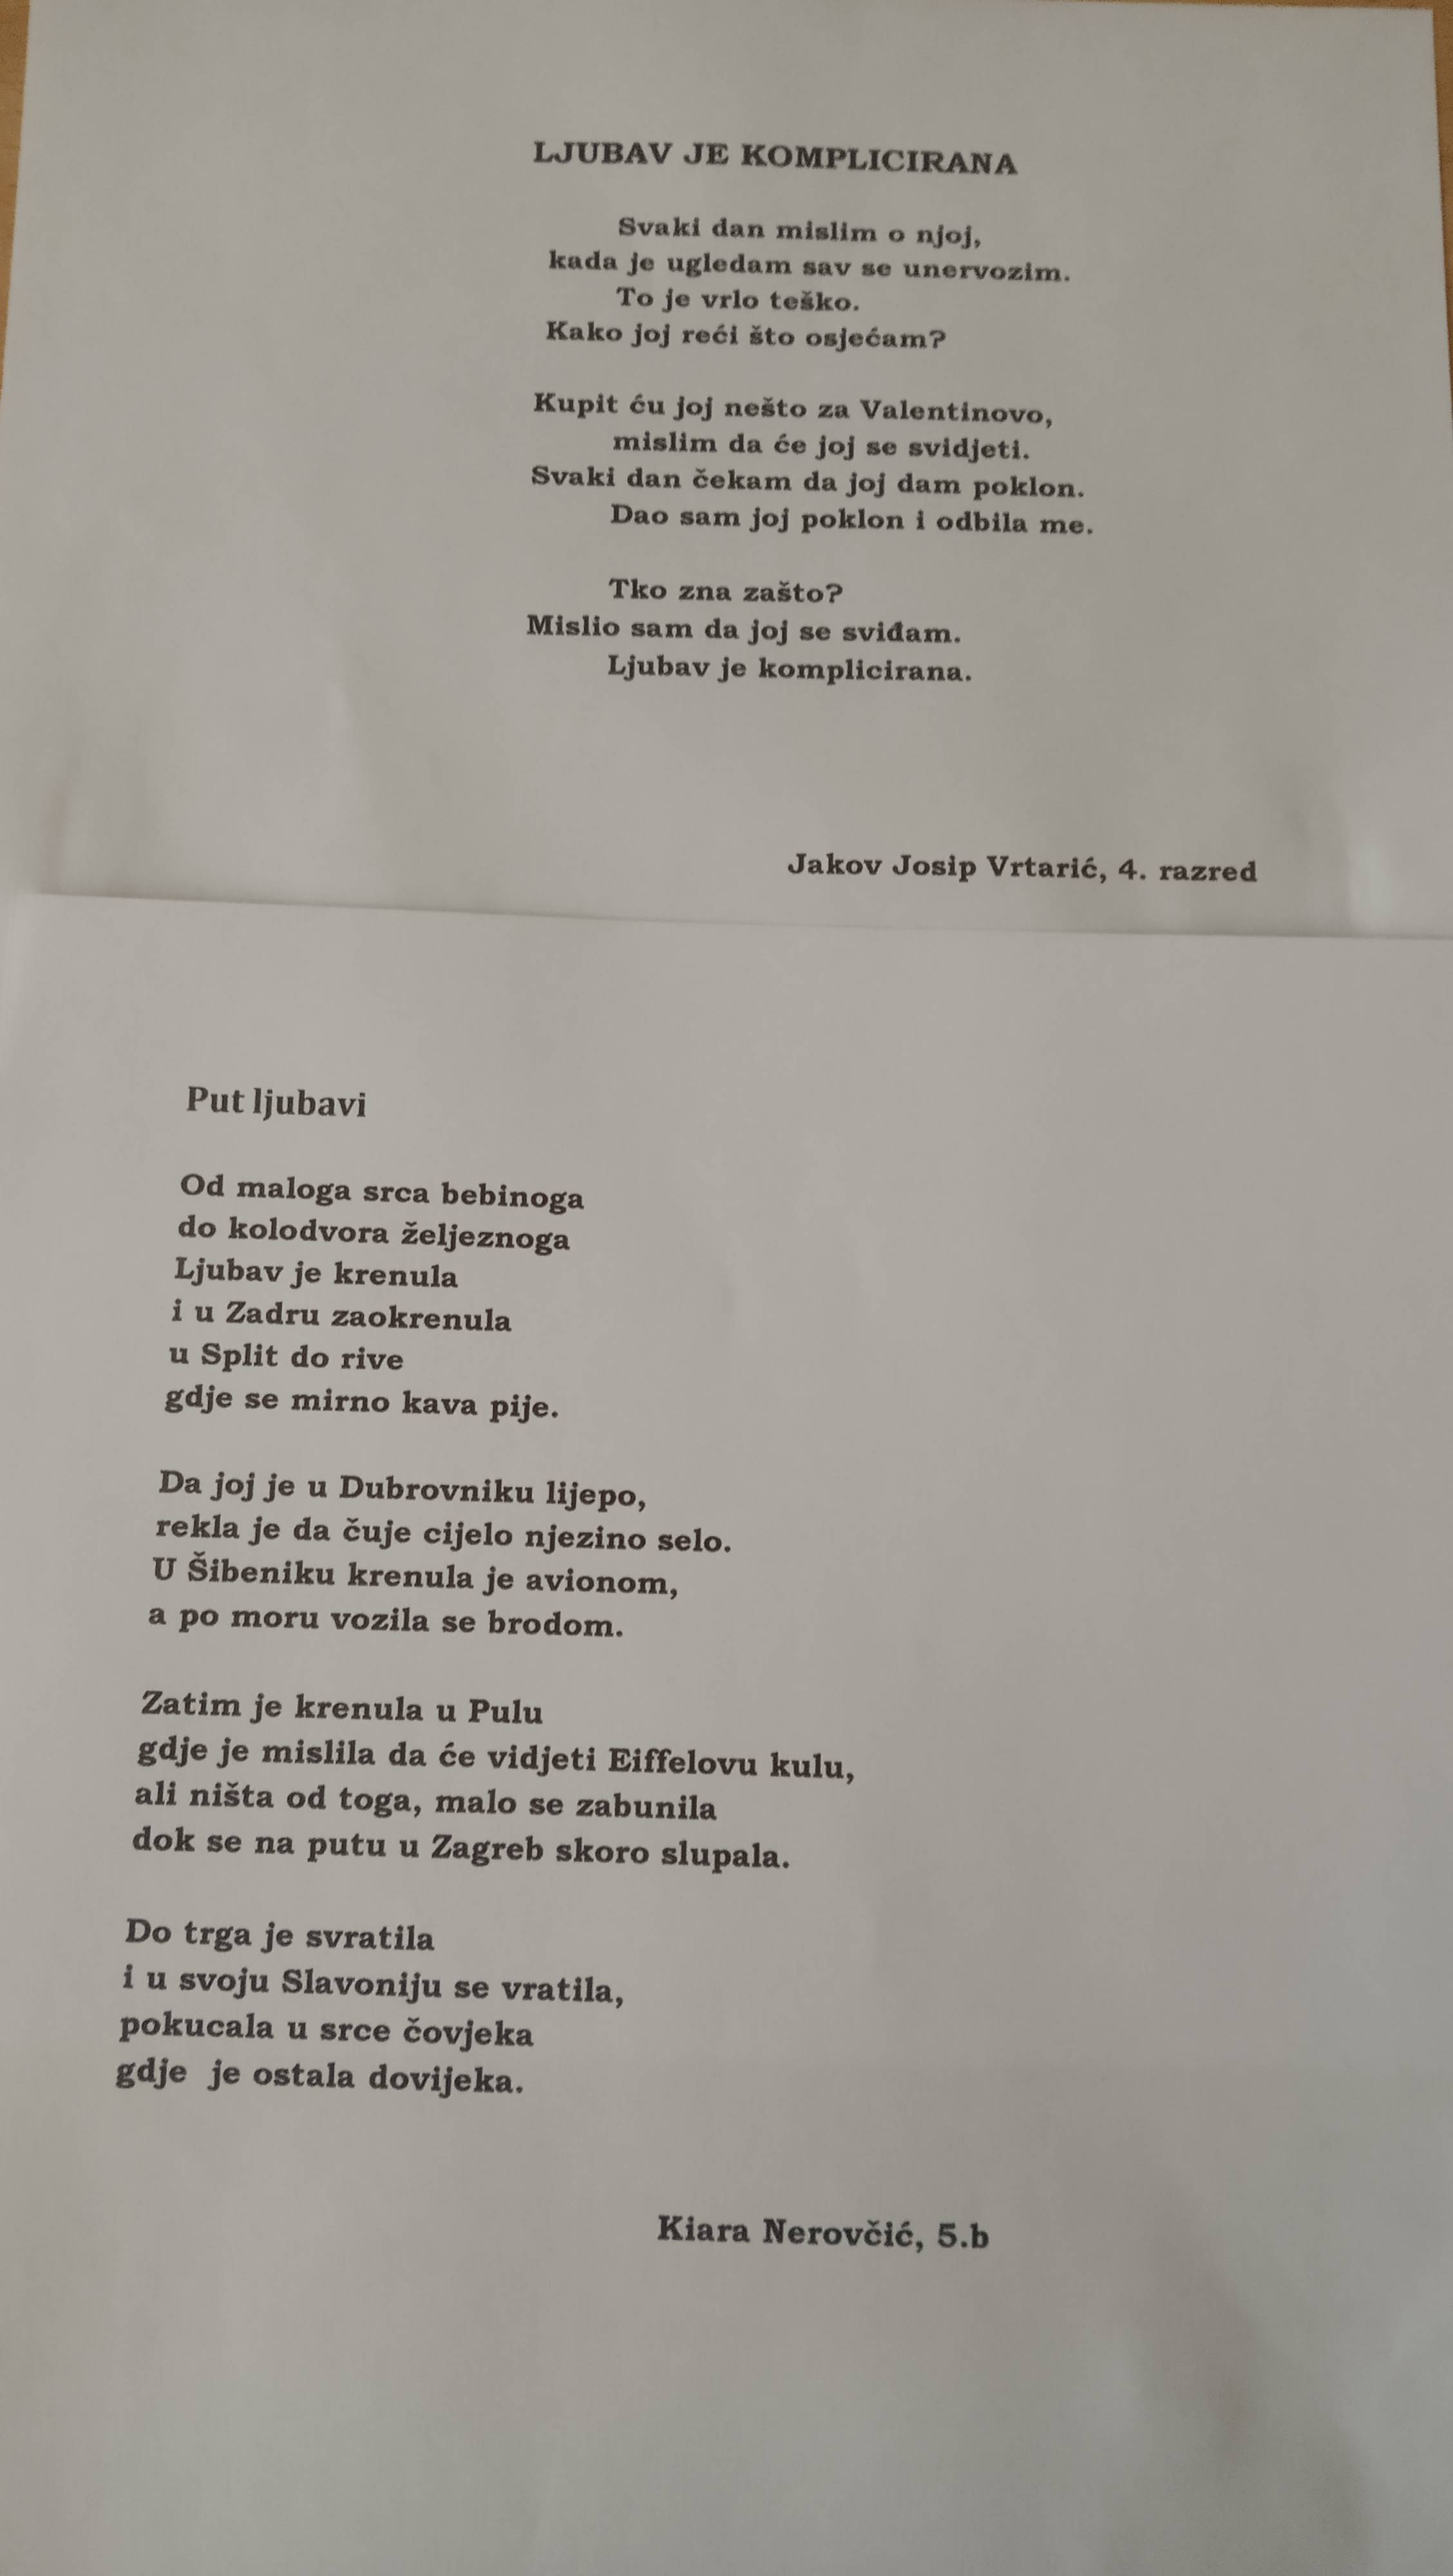 LJUBAV JE KOMPLICIRANA
Svaki dan mislim o njoj,
kada je ugledam sav se unervozim.
To je vrlo teško.
Kako joj reći što osjećam?
Kupit ću joj nešto za Valentinovo,
mislim da će joj se svidjeti.
Svaki dan čekam da joj dam poklon.
Dao sam joj poklon i odbila me.
Tko zna zašto?
Mislio sam da joj se sviđam.
Ljubav je komplicirana.
Jakov Josip Vrtarić, 4. razred
Put ljubavi
Od maloga srca bebinoga
do kolodvora željeznoga
Ljubav je krenula
i u Zadru zaokrenula
u Split do rive
gdje se mirno kava pije.
Da joj je u Dubrovniku lijepo,
rekla je da čuje cijelo njezino selo.
U Šibeniku krenula je avionom,
a po moru vozila se brodom.
Zatim je krenula u Pulu
gdje je mislila da će vidjeti Eiffelovu kulu,
ali ništa od toga, malo se zabunila
dok se na putu u Zagreb skoro slupala.
Do trga je svratila
i u svoju Slavoniju se vratila,
pokucala u srce čovjeka
gdje  je ostala dovijeka.
Kiara Nerovčić, 5.b